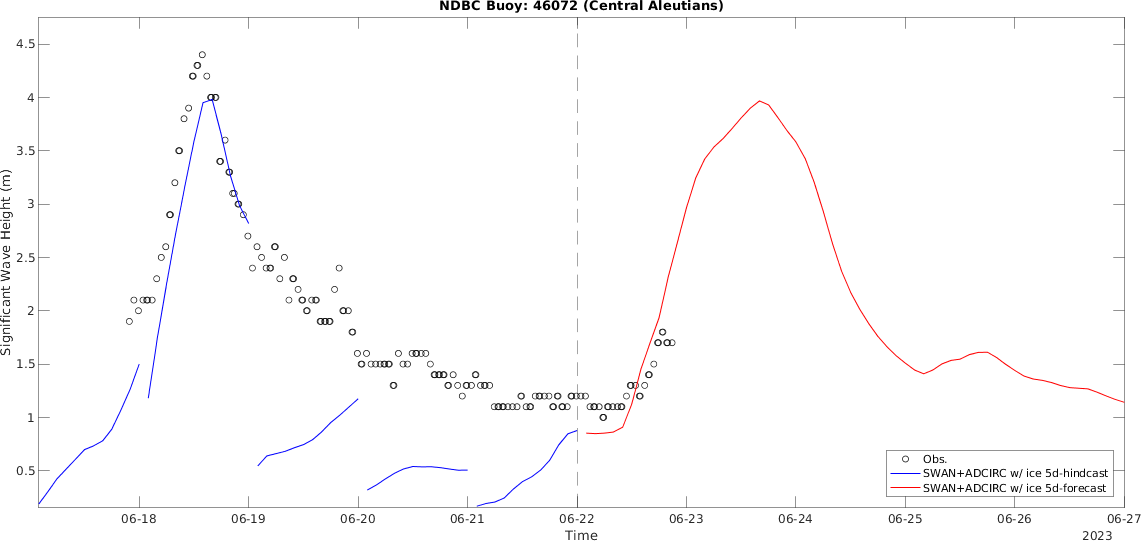 NDBC Buoy: 46072 (Central Aleutians)
Significant Wave Height (m)
4.5
4
3.5
3
2.5
2
1.5
1
0.5
Obs.
SWAN+ADCIRC w/ ice 5d-hindcast
SWAN+ADCIRC w/ ice 5d-forecast
06-18 06-19 06-20 06-21 06-22 06-23 06-24 06-25 06-26 06-27
Time
2023